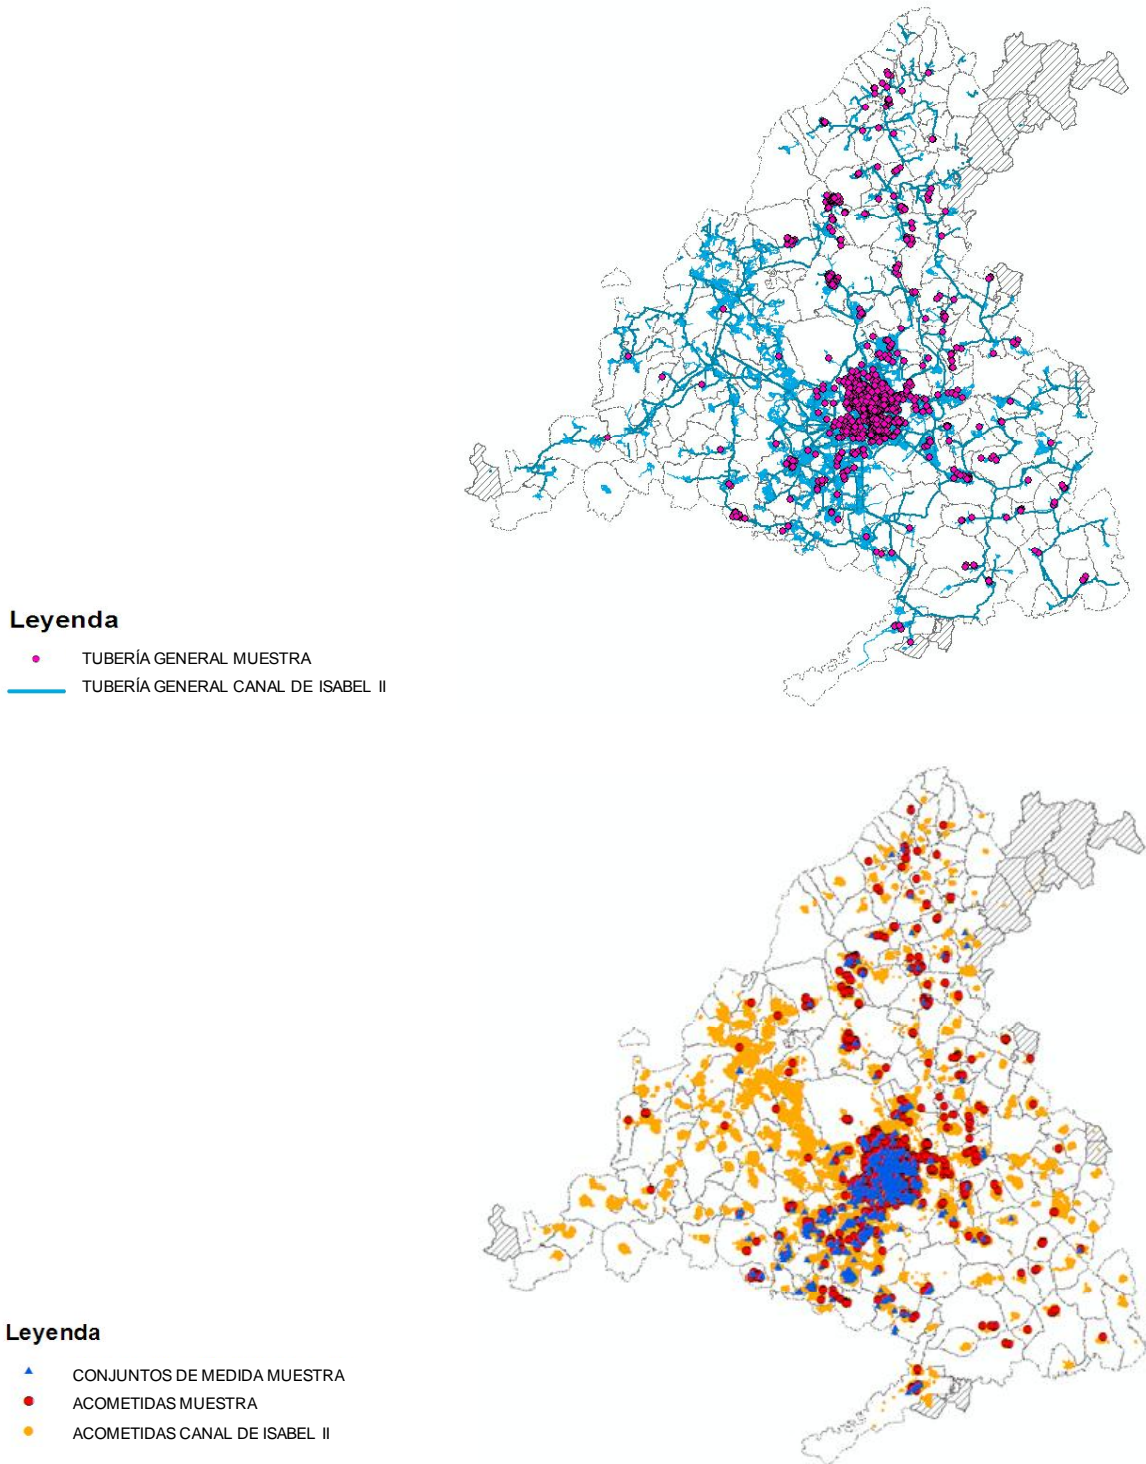 Leyenda
TUBERÍA GENERAL MUESTRA
TUBERÍA GENERAL CANAL DE ISABEL II
Leyenda
CONJUNTOS DE MEDIDA MUESTRA
ACOMETIDAS MUESTRA
ACOMETIDAS CANAL DE ISABEL II